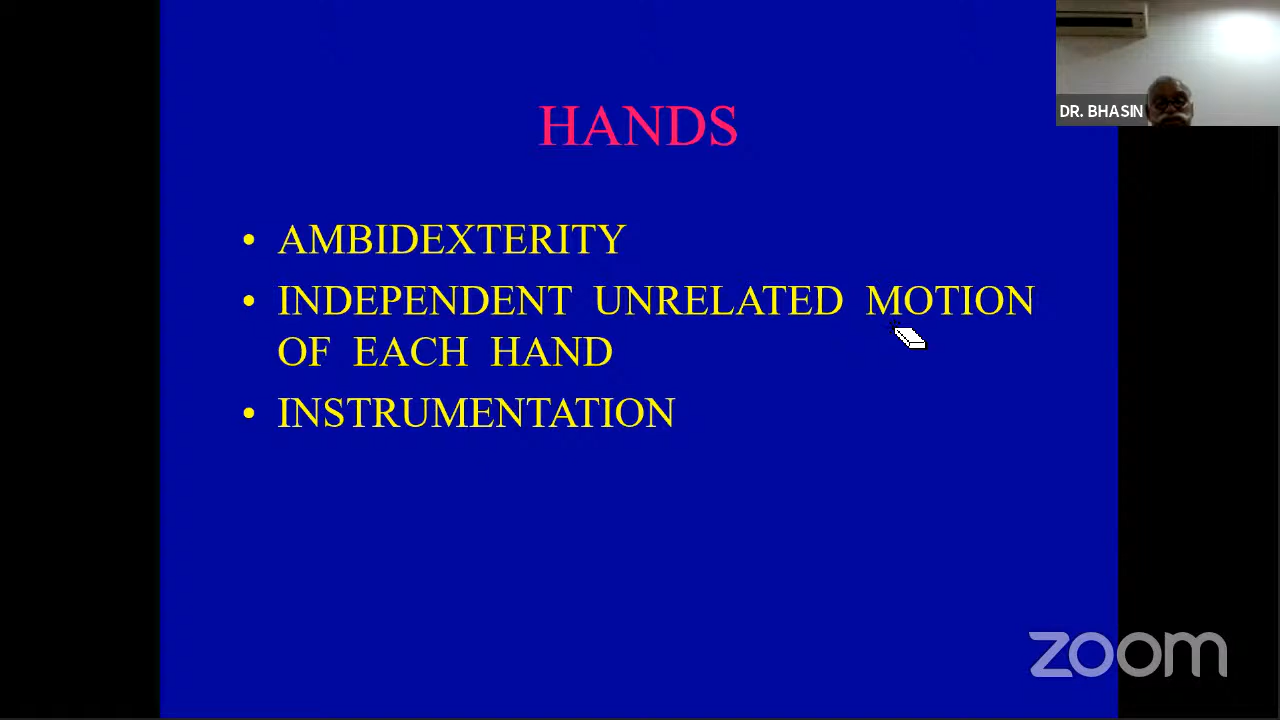 HANDS
DR. BHASIN
• AMBIDEXTERITY
• INDEPENDENT UNRELATED MOTION
OF EACH HAND
• INSTRUMENTATION
zoom